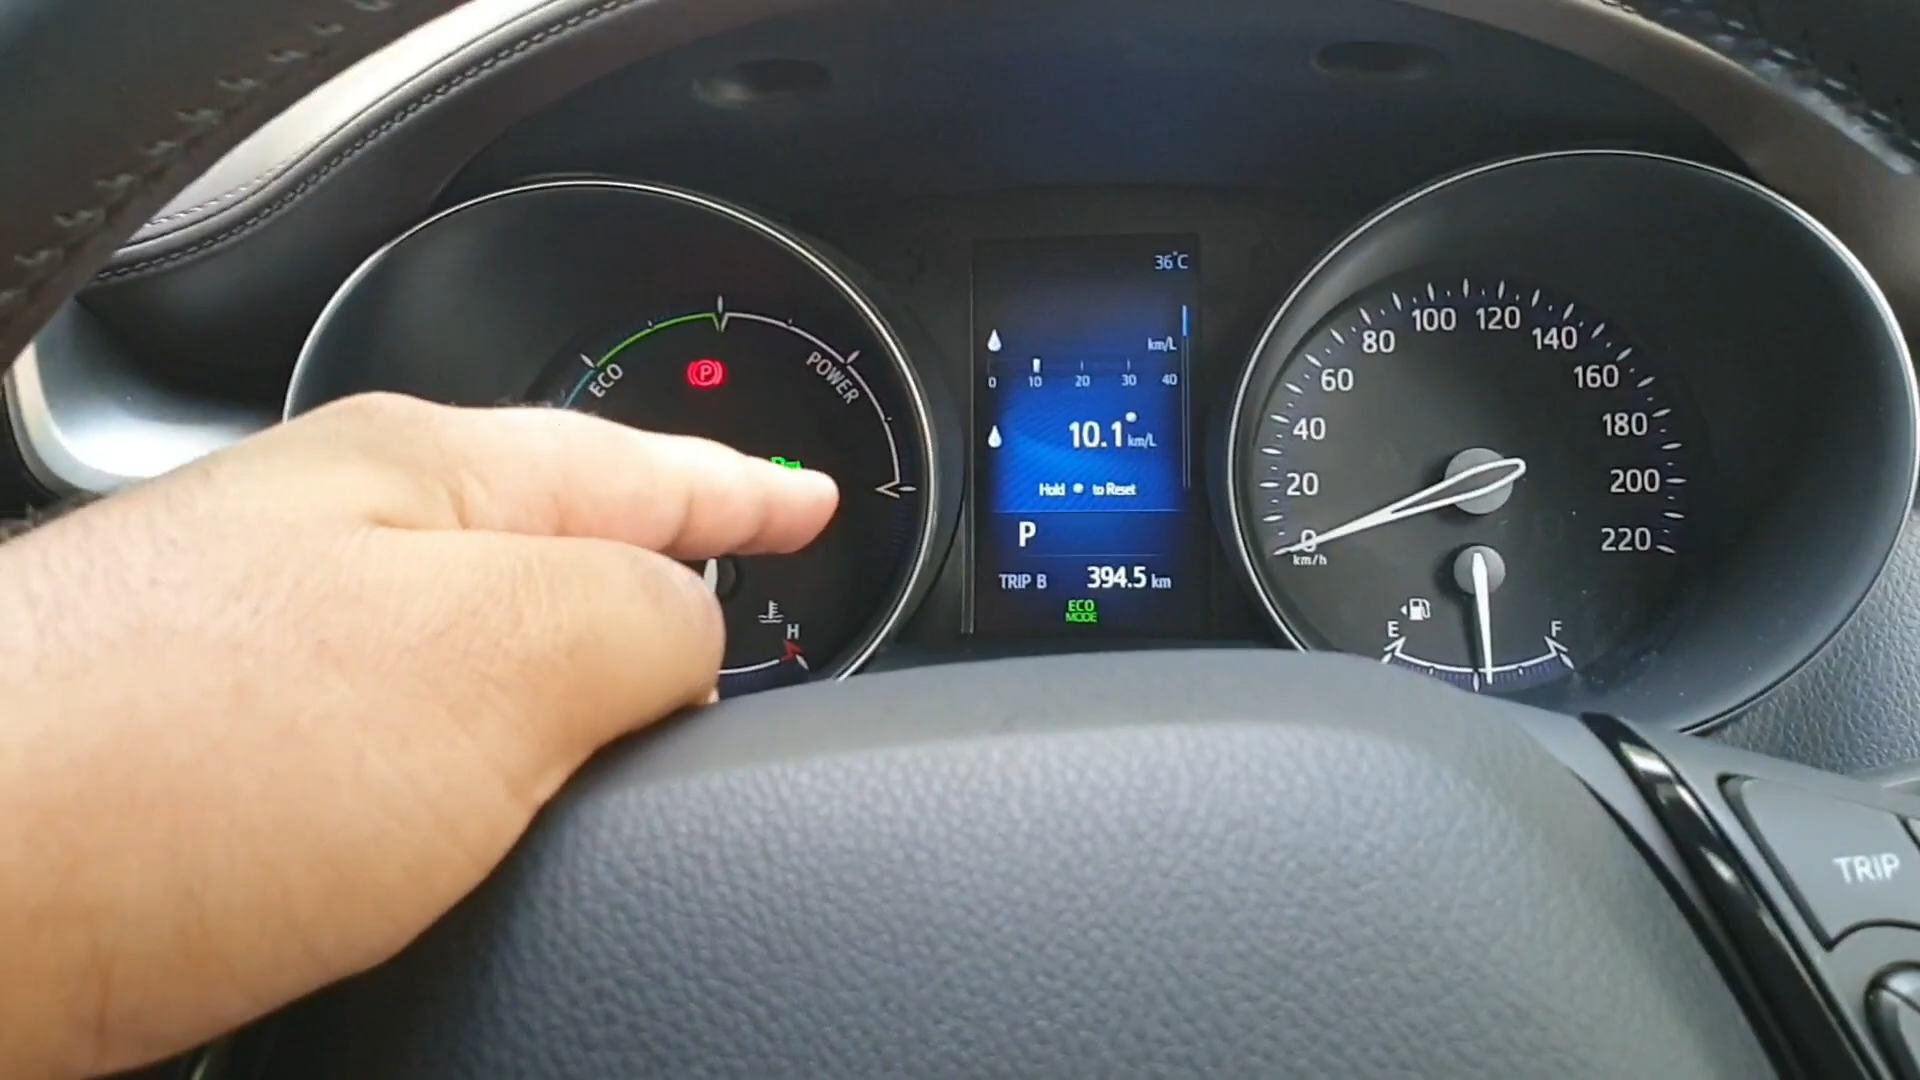 ECO
POWER
P
H
36°C
km/L
0 10 20 30 40
10.1 km/L
Hold to Reset
P
TRIP B 394.5 km
ECO
MODE
0 20 40 60 80 100 120 140 160 180 200 220
km/h
E F
TRIP